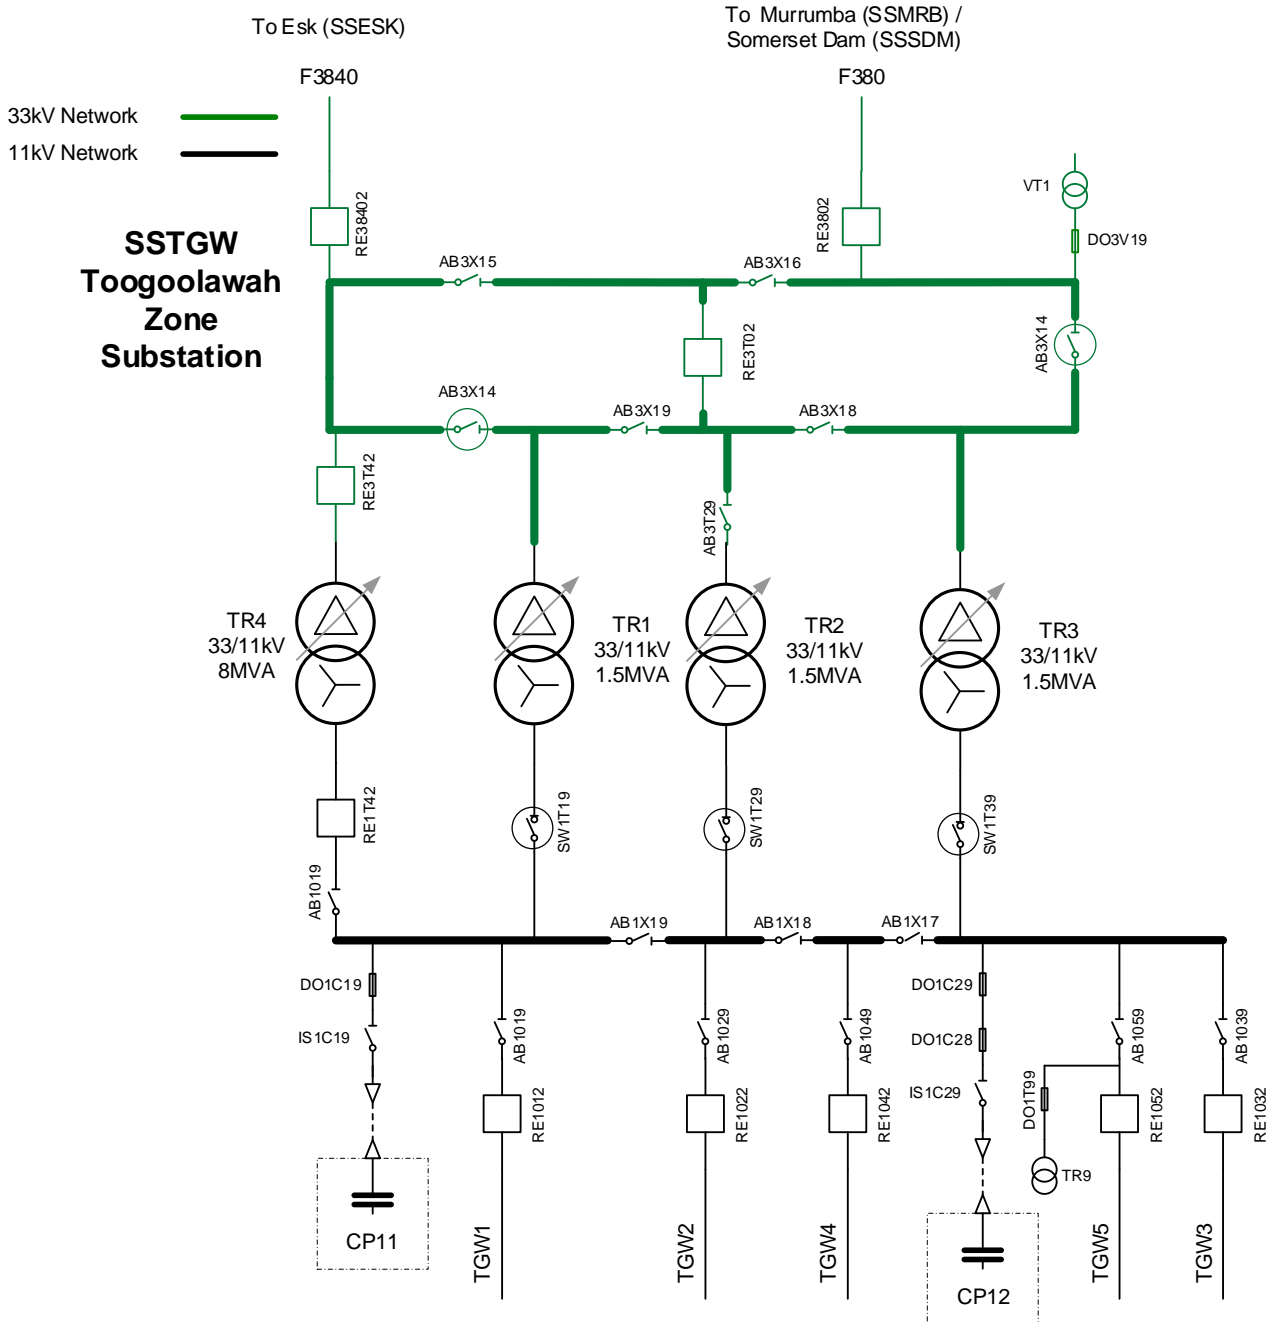 To Esk (SSESK)
To Murrumba (SSMRB) /
Somerset Dam (SSSDM)
F3840
F380
33kV Network
11kV Network
SSTGW
Toogoolawah
Zone
Substation
RE38402
RE3802
VT1
DO3V19
AB3X15
AB3X16
RE3T02
AB3X14
AB3X14
AB3X19
AB3X18
RE3T42
AB3T29
TR4
33/11kV
8MVA
TR1
33/11kV
1.5MVA
TR2
33/11kV
1.5MVA
TR3
33/11kV
1.5MVA
RE1T42
SW1T19
SW1T29
SW1T39
AB1019
AB1X19
AB1X18
AB1X17
DO1C19
IS1C19
AB1019
AB1029
AB1049
DO1C29
DO1C28
IS1C29
AB1059
AB1039
RE1012
RE1022
RE1042
DO1T99
RE1052
RE1032
TR9
CP11
TGW1
TGW2
TGW4
CP12
TGW5
TGW3